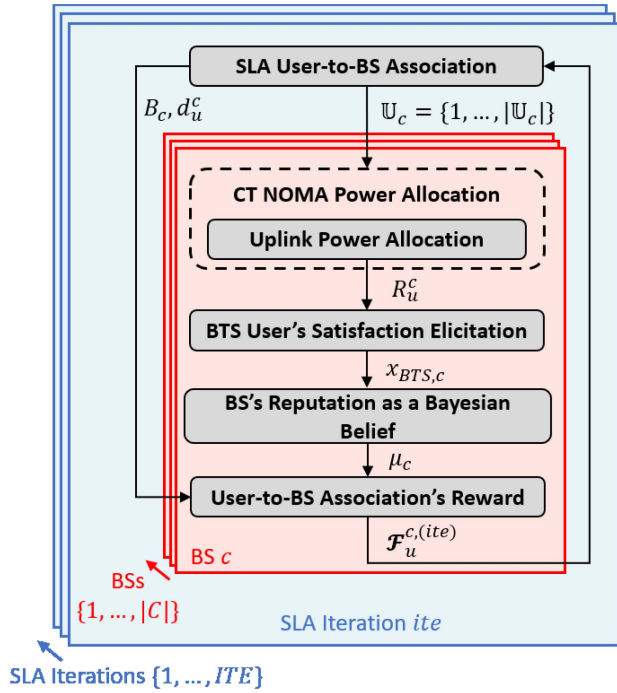 SLA User-to-BS Association
B_c, d_u^c
𝕌_c = {1, … , |𝕌_c|}
CT NOMA Power Allocation
Uplink Power Allocation
R_u^c
BTS User's Satisfaction Elicitation
x_{BTS,c}
BS's Reputation as a Bayesian
Belief
μ_c
User-to-BS Association's Reward
𝓕_u^{c,(ite)}
BS c
BSs
{1, … , |C|}
SLA Iteration ite
SLA Iterations {1, … , ITE}